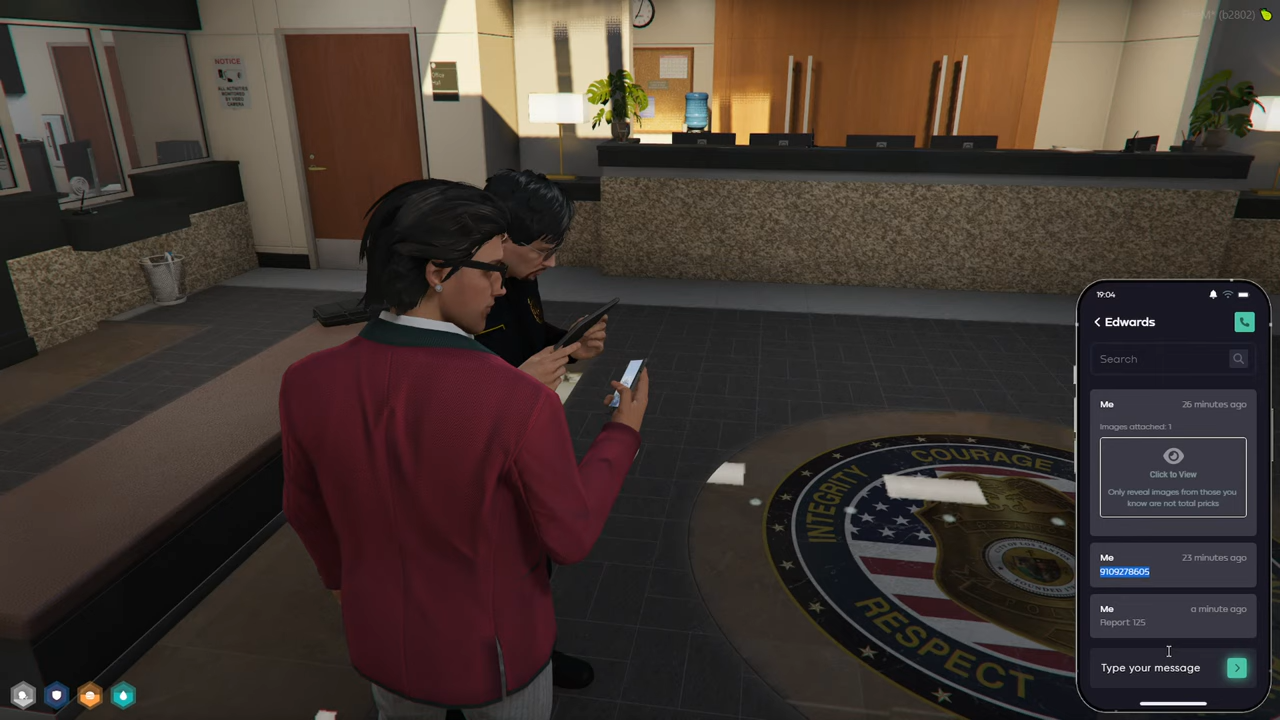 (b2802)
NOTICE
ALL ACTIVITIES
MONITORED
BY VIDEO
CAMERA
19:04
Edwards
Search
Me
26 minutes ago
Images attached: 1
Click to View
Only reveal images from those you
know are not total pricks
Me
23 minutes ago
9109278605
Me
a minute ago
Report 125
Type your message
INTEGRITY
COURAGE
RESPECT